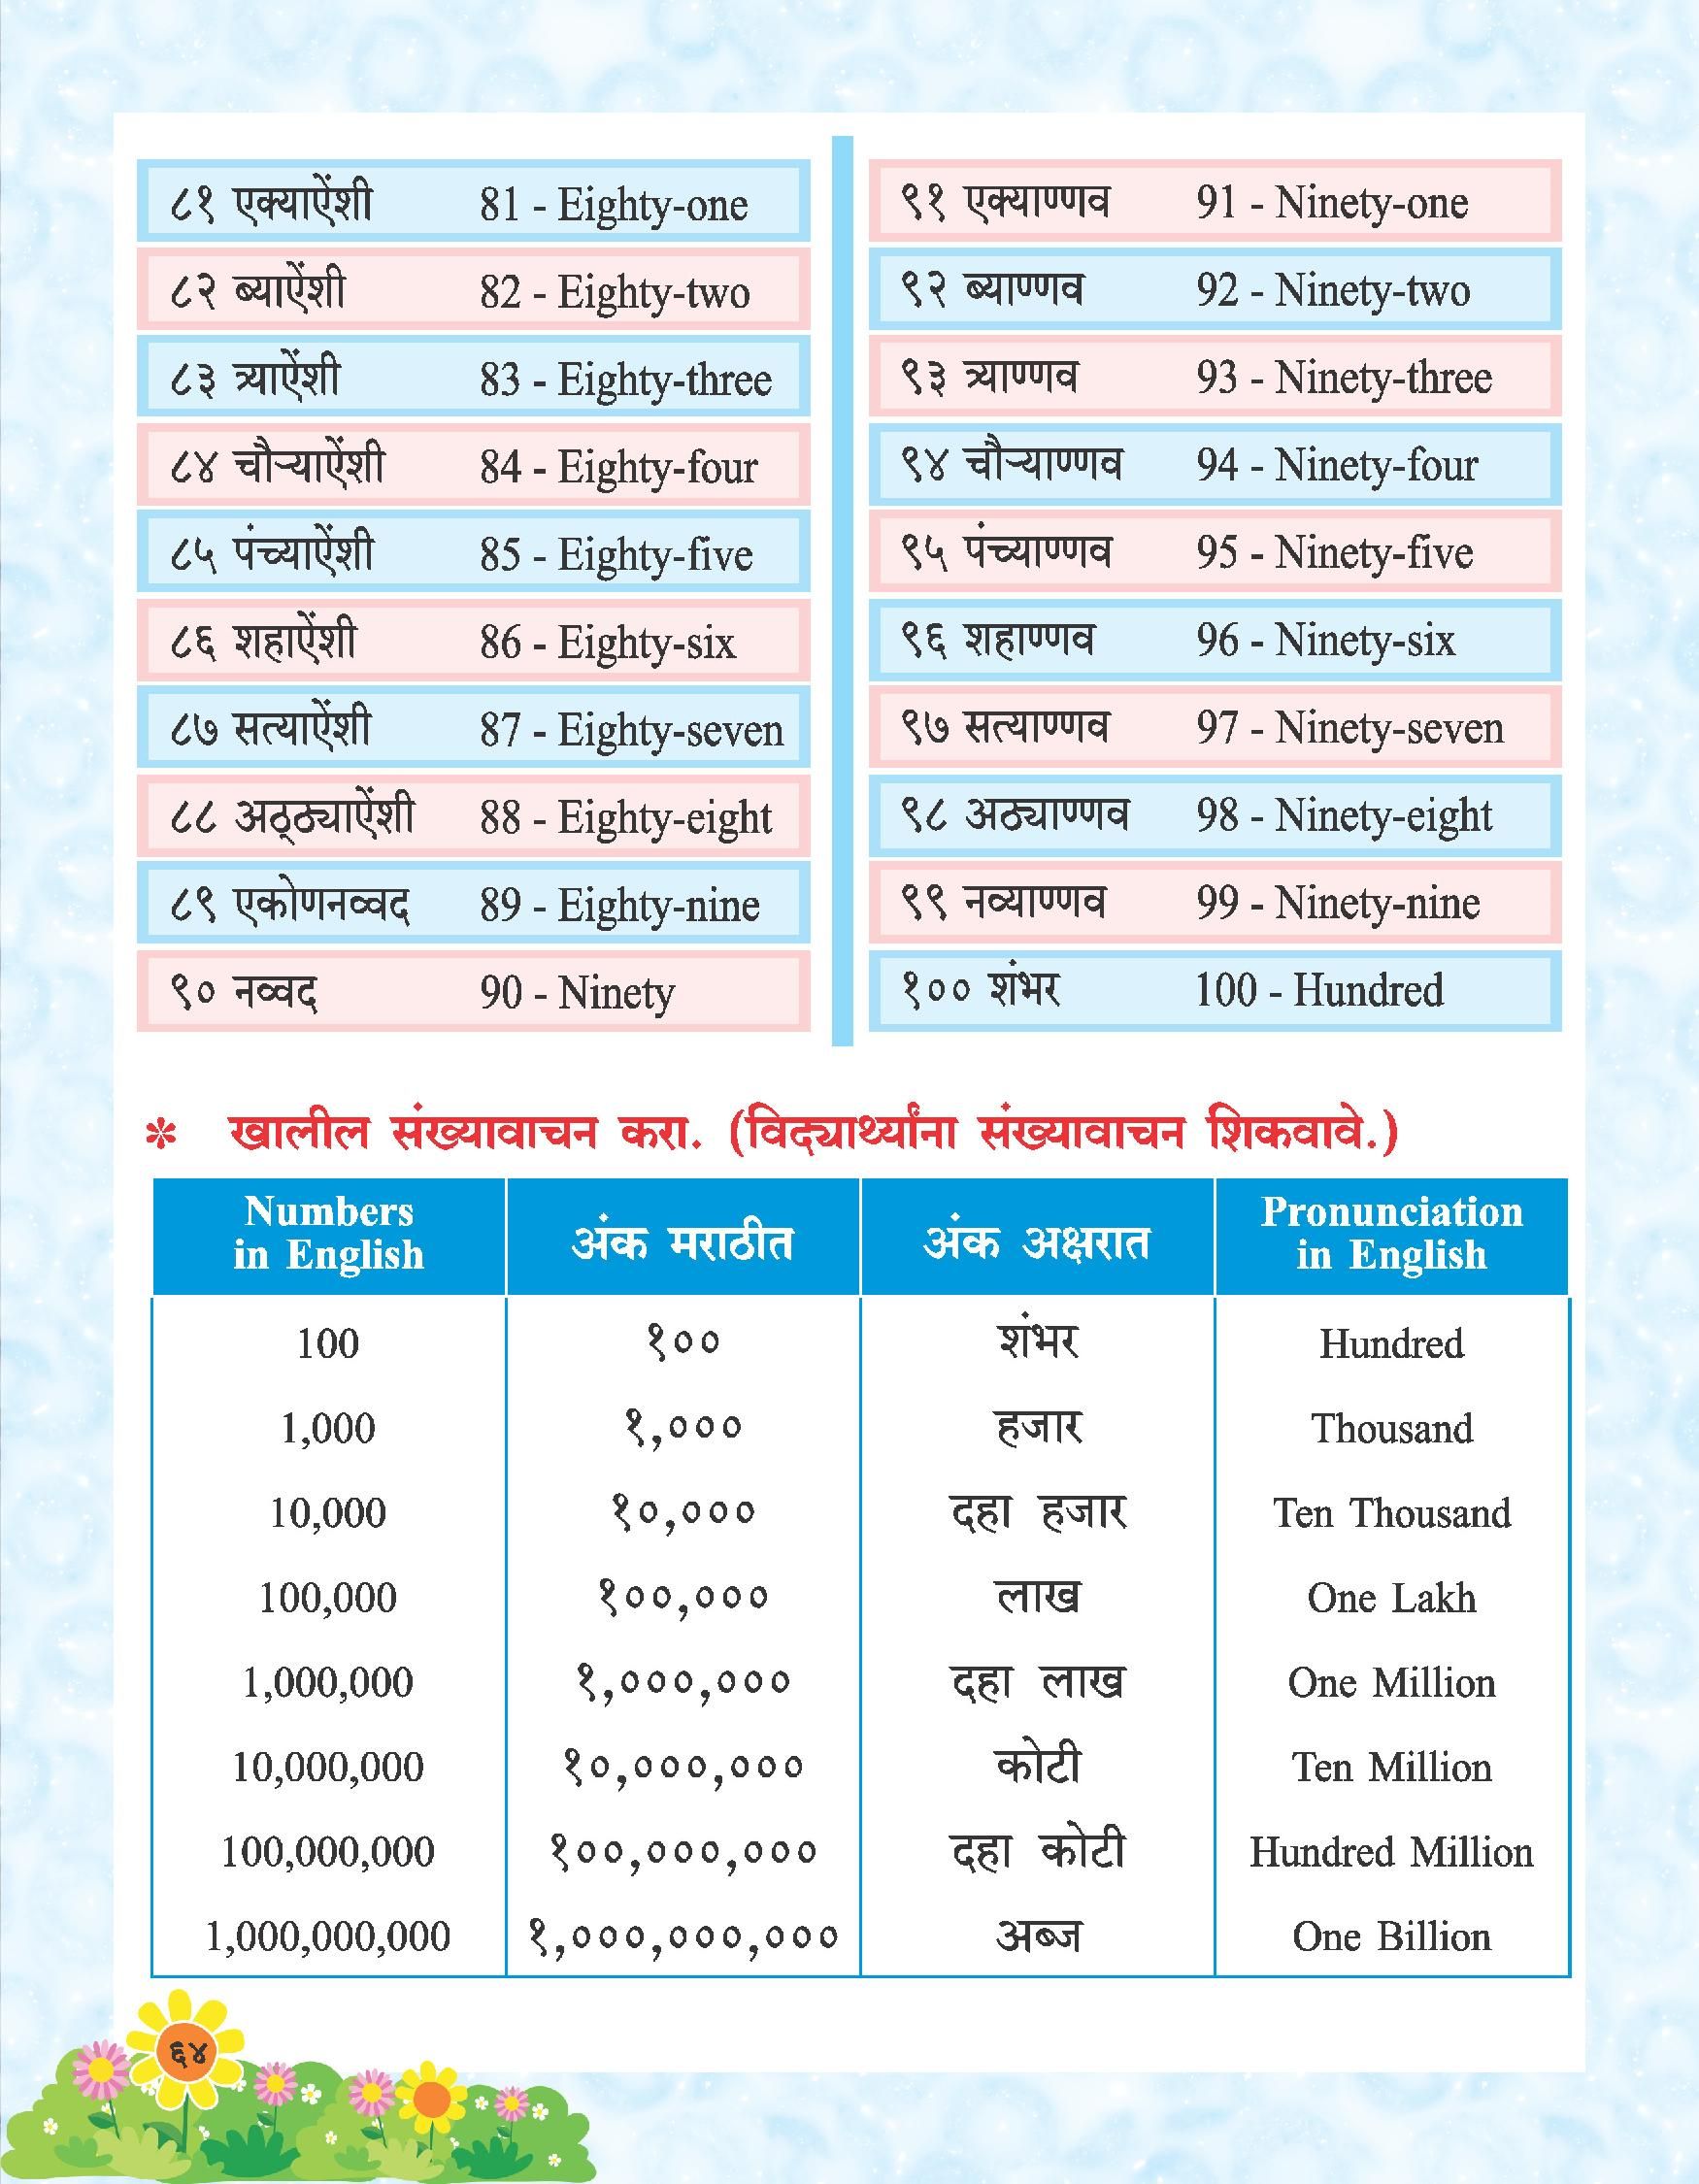 ८१ एक्याऐंशी 81 - Eighty-one
८२ ब्याऐंशी 82 - Eighty-two
८३ त्र्याऐंशी 83 - Eighty-three
८४ चौऱ्याऐंशी 84 - Eighty-four
८५ पंच्याऐंशी 85 - Eighty-five
८६ शहाऐंशी 86 - Eighty-six
८७ सत्याऐंशी 87 - Eighty-seven
८८ अठ्ठ्याऐंशी 88 - Eighty-eight
८९ एकोणनव्वद 89 - Eighty-nine
९० नव्वद 90 - Ninety
९१ एक्याण्णव 91 - Ninety-one
९२ ब्याण्णव 92 - Ninety-two
९३ त्र्याण्णव 93 - Ninety-three
९४ चौऱ्याण्णव 94 - Ninety-four
९५ पंच्याण्णव 95 - Ninety-five
९६ शहाण्णव 96 - Ninety-six
९७ सत्याण्णव 97 - Ninety-seven
९८ अठ्याण्णव 98 - Ninety-eight
९९ नव्याण्णव 99 - Ninety-nine
१०० शंभर 100 - Hundred
* खालील संख्यावाचन करा. (विद्यार्थ्यांना संख्यावाचन शिकवावे.)
Numbers in English अंक मराठीत अंक अक्षरात Pronunciation in English
100 १०० शंभर Hundred
1,000 १,००० हजार Thousand
10,000 १०,००० दहा हजार Ten Thousand
100,000 १००,००० लाख One Lakh
1,000,000 १,०००,००० दहा लाख One Million
10,000,000 १०,०००,००० कोटी Ten Million
100,000,000 १००,०००,००० दहा कोटी Hundred Million
1,000,000,000 १,०००,०००,००० अब्ज One Billion
६४